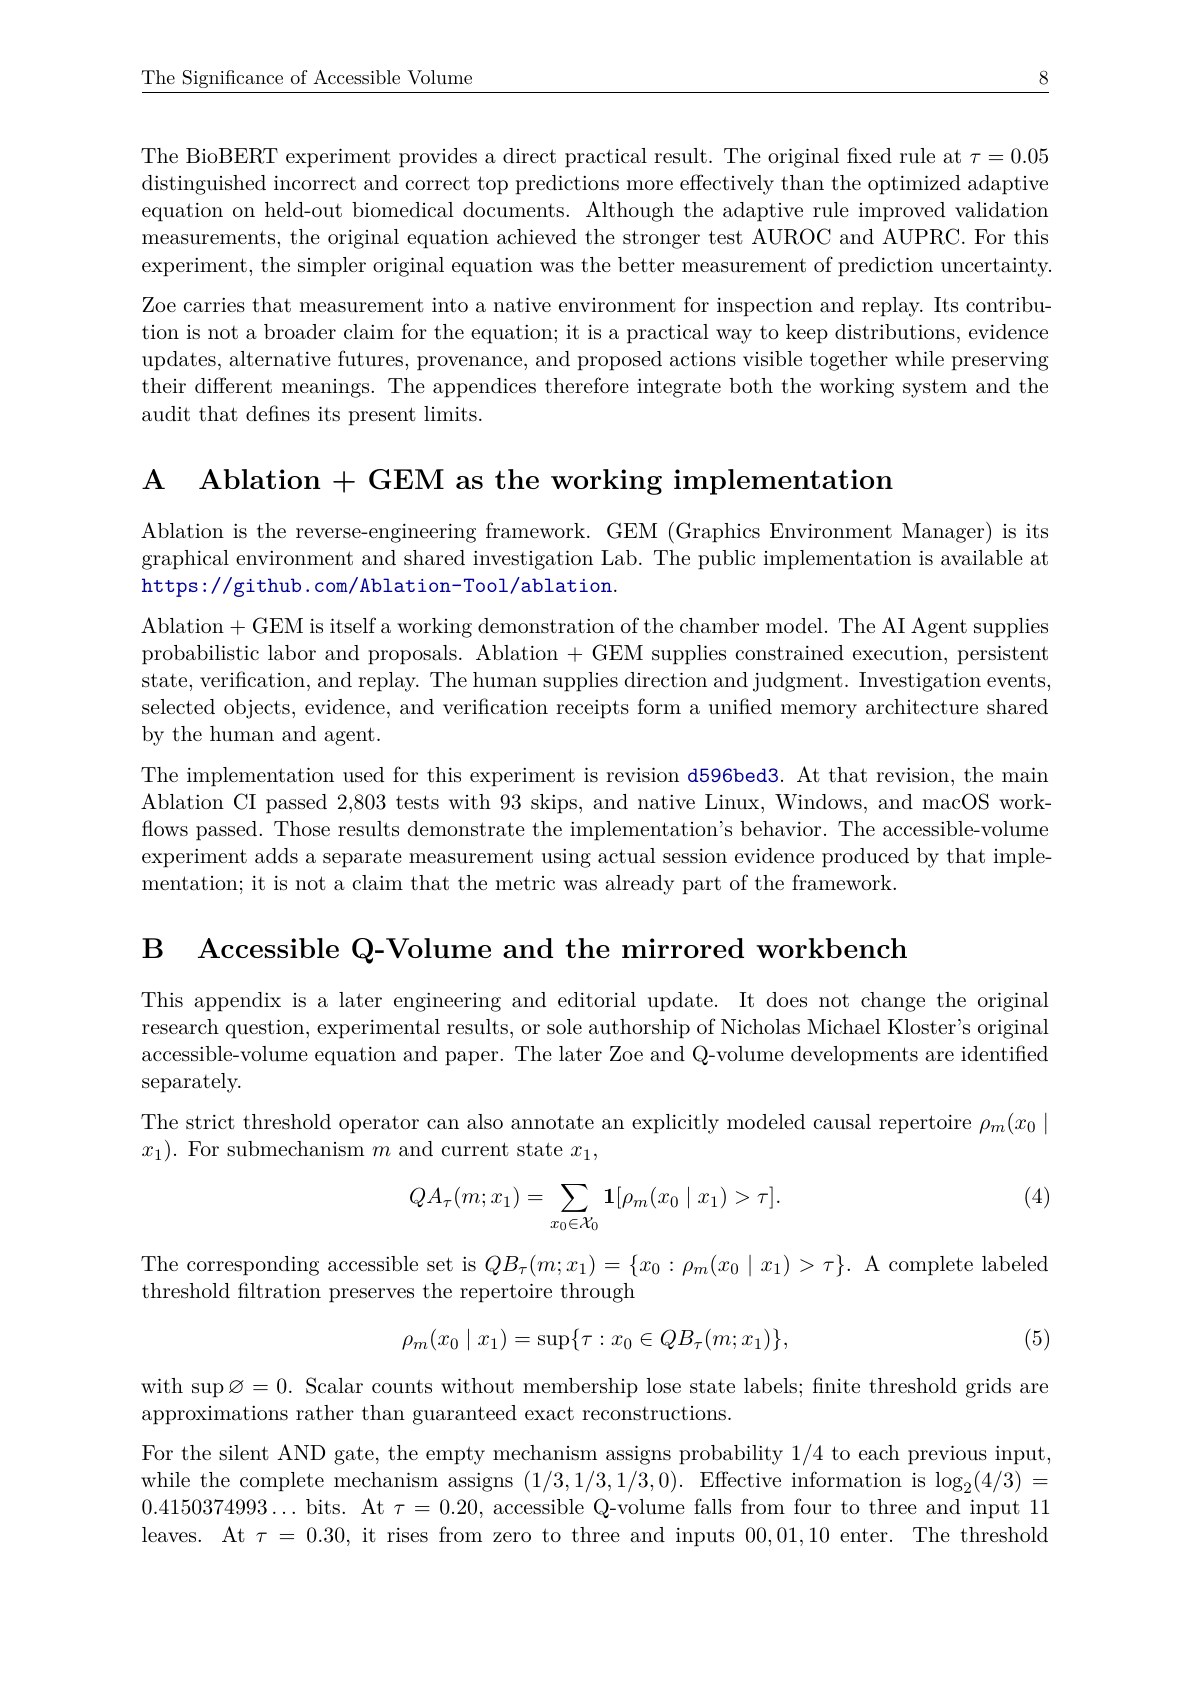 The Significance of Accessible Volume 8
The BioBERT experiment provides a direct practical result. The original fixed rule at τ = 0.05
distinguished incorrect and correct top predictions more effectively than the optimized adaptive
equation on held-out biomedical documents. Although the adaptive rule improved validation
measurements, the original equation achieved the stronger test AUROC and AUPRC. For this
experiment, the simpler original equation was the better measurement of prediction uncertainty.
Zoe carries that measurement into a native environment for inspection and replay. Its contribu-
tion is not a broader claim for the equation; it is a practical way to keep distributions, evidence
updates, alternative futures, provenance, and proposed actions visible together while preserving
their different meanings. The appendices therefore integrate both the working system and the
audit that defines its present limits.
A Ablation + GEM as the working implementation
Ablation is the reverse-engineering framework. GEM (Graphics Environment Manager) is its
graphical environment and shared investigation Lab. The public implementation is available at
https://github.com/Ablation-Tool/ablation.
Ablation + GEM is itself a working demonstration of the chamber model. The AI Agent supplies
probabilistic labor and proposals. Ablation + GEM supplies constrained execution, persistent
state, verification, and replay. The human supplies direction and judgment. Investigation events,
selected objects, evidence, and verification receipts form a unified memory architecture shared
by the human and agent.
The implementation used for this experiment is revision d596bed3. At that revision, the main
Ablation CI passed 2,803 tests with 93 skips, and native Linux, Windows, and macOS work-
flows passed. Those results demonstrate the implementation's behavior. The accessible-volume
experiment adds a separate measurement using actual session evidence produced by that imple-
mentation; it is not a claim that the metric was already part of the framework.
B Accessible Q-Volume and the mirrored workbench
This appendix is a later engineering and editorial update. It does not change the original
research question, experimental results, or sole authorship of Nicholas Michael Kloster's original
accessible-volume equation and paper. The later Zoe and Q-volume developments are identified
separately.
The strict threshold operator can also annotate an explicitly modeled causal repertoire ρₘ(x₀ |
x₁). For submechanism m and current state x₁,
QA_τ(m; x₁) = ∑_{x₀∈𝒳₀} 𝟏[ρₘ(x₀ | x₁) > τ]. (4)
The corresponding accessible set is QB_τ(m; x₁) = {x₀ : ρₘ(x₀ | x₁) > τ}. A complete labeled
threshold filtration preserves the repertoire through
ρₘ(x₀ | x₁) = sup{τ : x₀ ∈ QB_τ(m; x₁)}, (5)
with sup ∅ = 0. Scalar counts without membership lose state labels; finite threshold grids are
approximations rather than guaranteed exact reconstructions.
For the silent AND gate, the empty mechanism assigns probability 1/4 to each previous input,
while the complete mechanism assigns (1/3, 1/3, 1/3, 0). Effective information is log₂(4/3) =
0.4150374993… bits. At τ = 0.20, accessible Q-volume falls from four to three and input 11
leaves. At τ = 0.30, it rises from zero to three and inputs 00, 01, 10 enter. The threshold